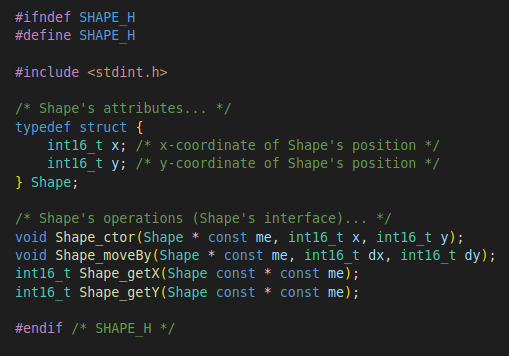 #ifndef SHAPE_H
#define SHAPE_H

#include <stdint.h>

/* Shape's attributes... */
typedef struct {
    int16_t x; /* x-coordinate of Shape's position */
    int16_t y; /* y-coordinate of Shape's position */
} Shape;

/* Shape's operations (Shape's interface)... */
void Shape_ctor(Shape * const me, int16_t x, int16_t y);
void Shape_moveBy(Shape * const me, int16_t dx, int16_t dy);
int16_t Shape_getX(Shape const * const me);
int16_t Shape_getY(Shape const * const me);

#endif /* SHAPE_H */